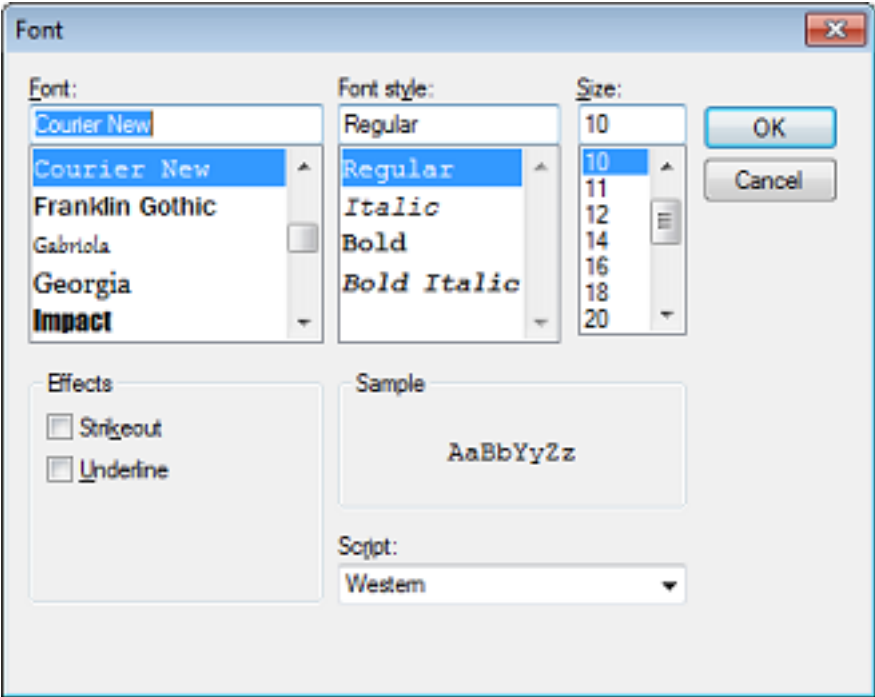 Font
Font:
Font style:
Size:
Courier New
Regular
10
OK
Cancel
Courier New
Franklin Gothic
Gabriola
Georgia
Impact
Regular
Italic
Bold
Bold Italic
10
11
12
14
16
18
20
Effects
Strikeout
Underline
Sample
AaBbYyZz
Script:
Western